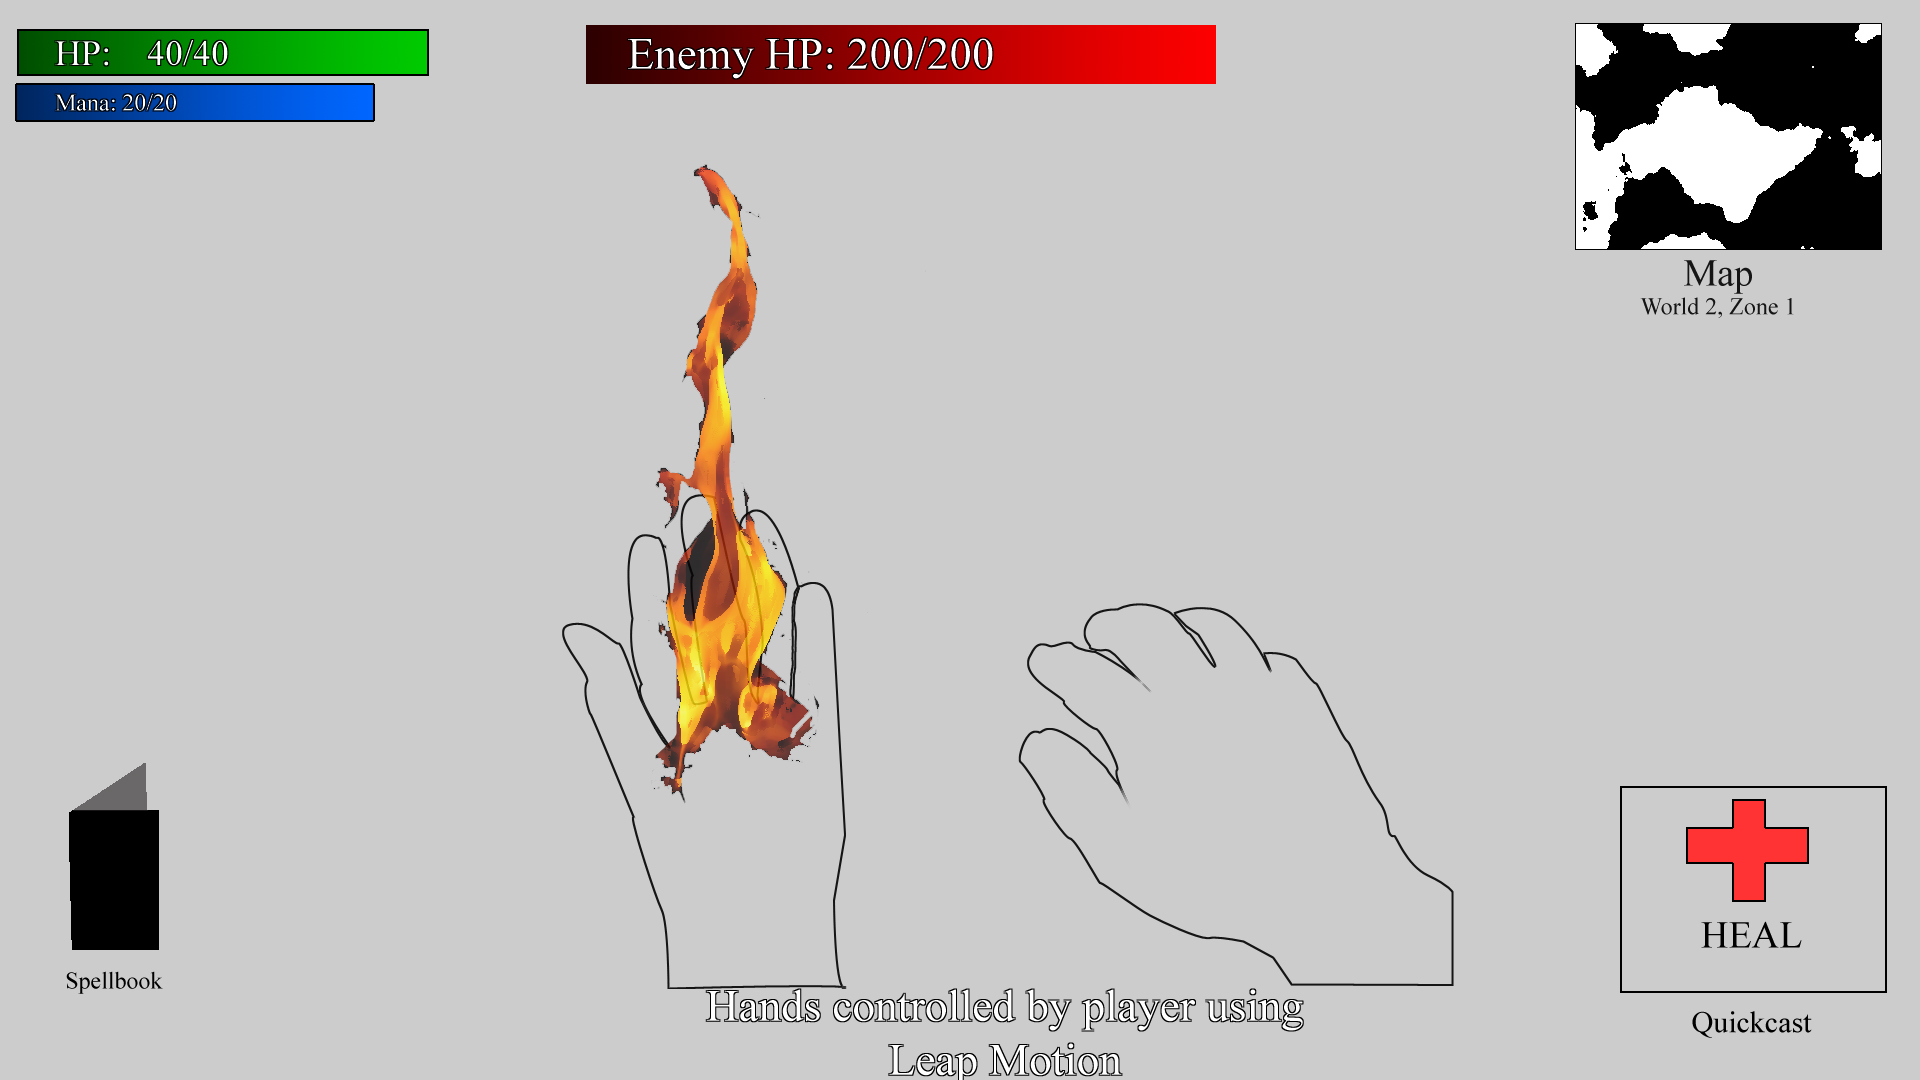 HP: 40/40
Enemy HP: 200/200
Mana: 20/20
Map
World 2, Zone 1
HEAL
Spellbook
Quickcast
Hands controlled by player using
Leap Motion